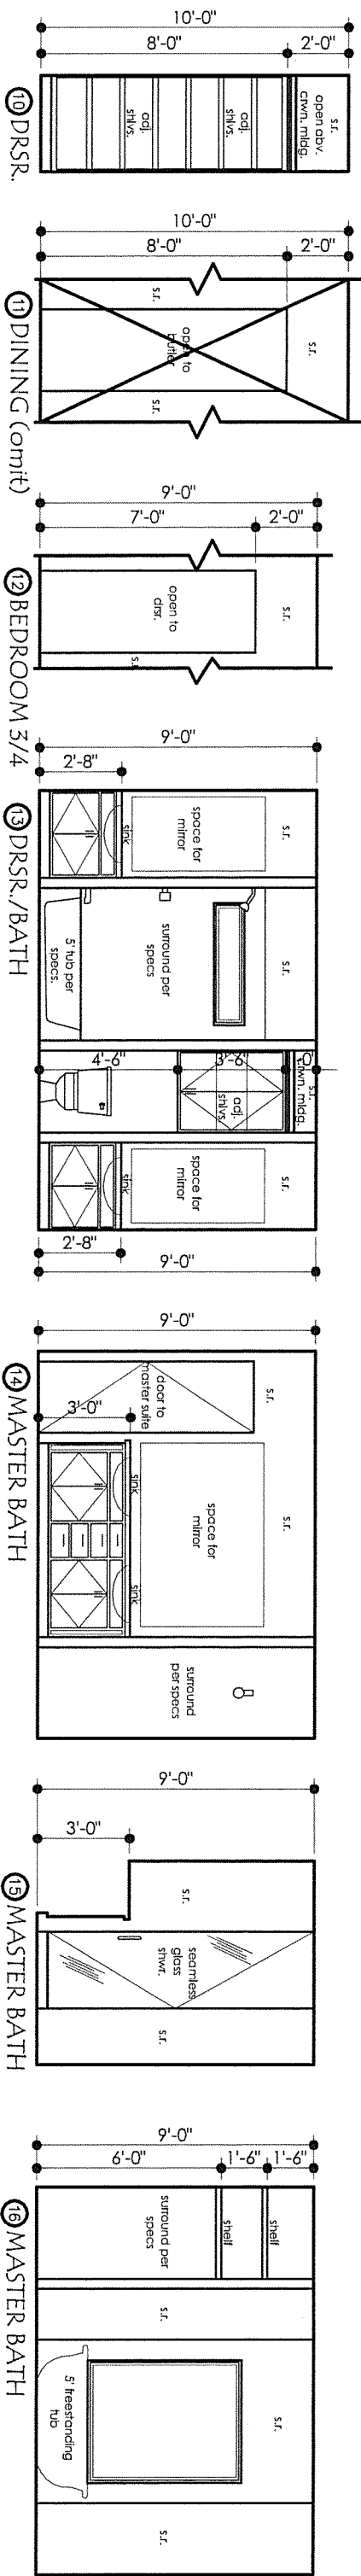 10'-0"
8'-0"
2'-0"
s.r.
open abv.
crwn. mldg.
adj.
shlvs.
adj.
shlvs.
10 DRSR.
10'-0"
8'-0"
2'-0"
s.r.
s.r.
open to
butler
s.r.
11 DINING (omit)
9'-0"
7'-0"
2'-0"
s.r.
open to
drsr.
s.r.
12 BEDROOM 3/4
9'-0"
2'-8"
s.r.
space for
mirror
sink
s.r.
surround per
specs
5' tub per
specs.
s.r.
crwn. mldg.
4'-6"
3'-6"
adj.
shlvs.
s.r.
space for
mirror
sink
2'-8"
9'-0"
13 DRSR./BATH
9'-0"
s.r.
door to
master suite
3'-0"
s.r.
space for
mirror
sink
sink
surround
per specs
14 MASTER BATH
9'-0"
3'-0"
s.r.
seamless
glass
shwr.
s.r.
15 MASTER BATH
9'-0"
6'-0"
1'-6"
1'-6"
shelf
shelf
surround per
specs
s.r.
s.r.
5' freestanding
tub
s.r.
16 MASTER BATH